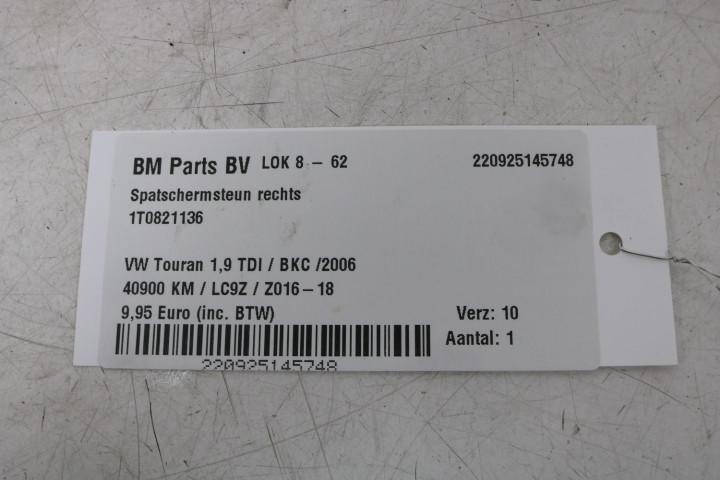 BM Parts BV LOK 8 - 62 220925145748
Spatschermsteun rechts
1T0821136
VW Touran 1,9 TDI / BKC /2006
40900 KM / LC9Z / Z016-18
9,95 Euro (inc. BTW) Verz: 10
Aantal: 1
220925145748